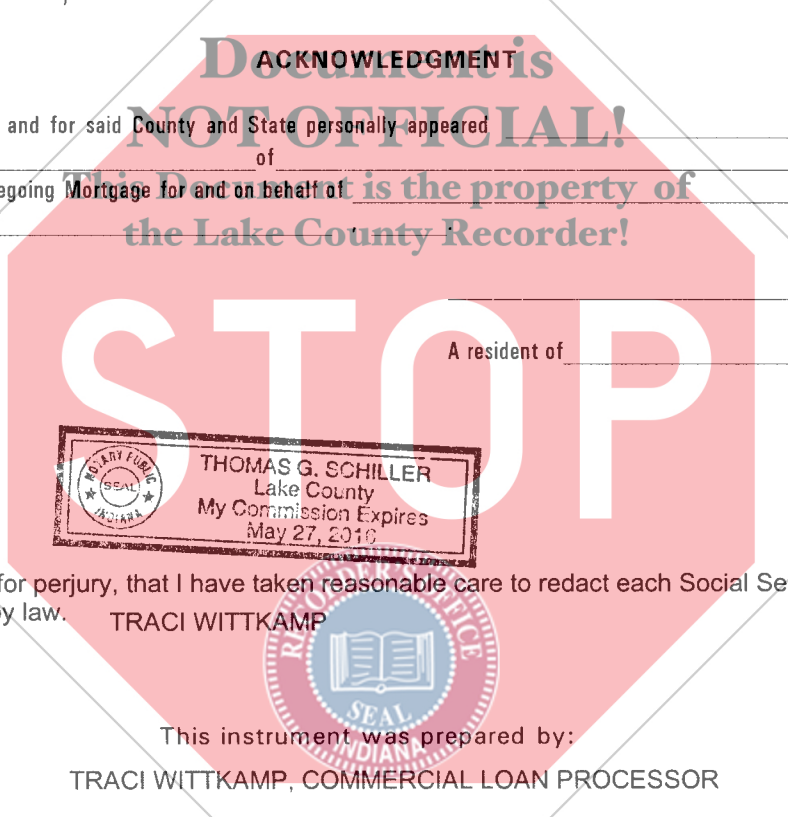 Document is
ACKNOWLEDGMENT
NOT OFFICIAL!
and for said County and State personally appeared
of
This Document is the property of
egoing Mortgage for and on behalf of
the Lake County Recorder!
STOP
A resident of
NOTARY PUBLIC
SEAL
INDIANA
THOMAS G. SCHILLER
Lake County
My Commission Expires
May 27, 2016
for perjury, that I have taken reasonable care to redact each Social Se
y law.
TRACI WITTKAMP
RECORDER'S OFFICE
SEAL
INDIANA
This instrument was prepared by:
TRACI WITTKAMP, COMMERCIAL LOAN PROCESSOR